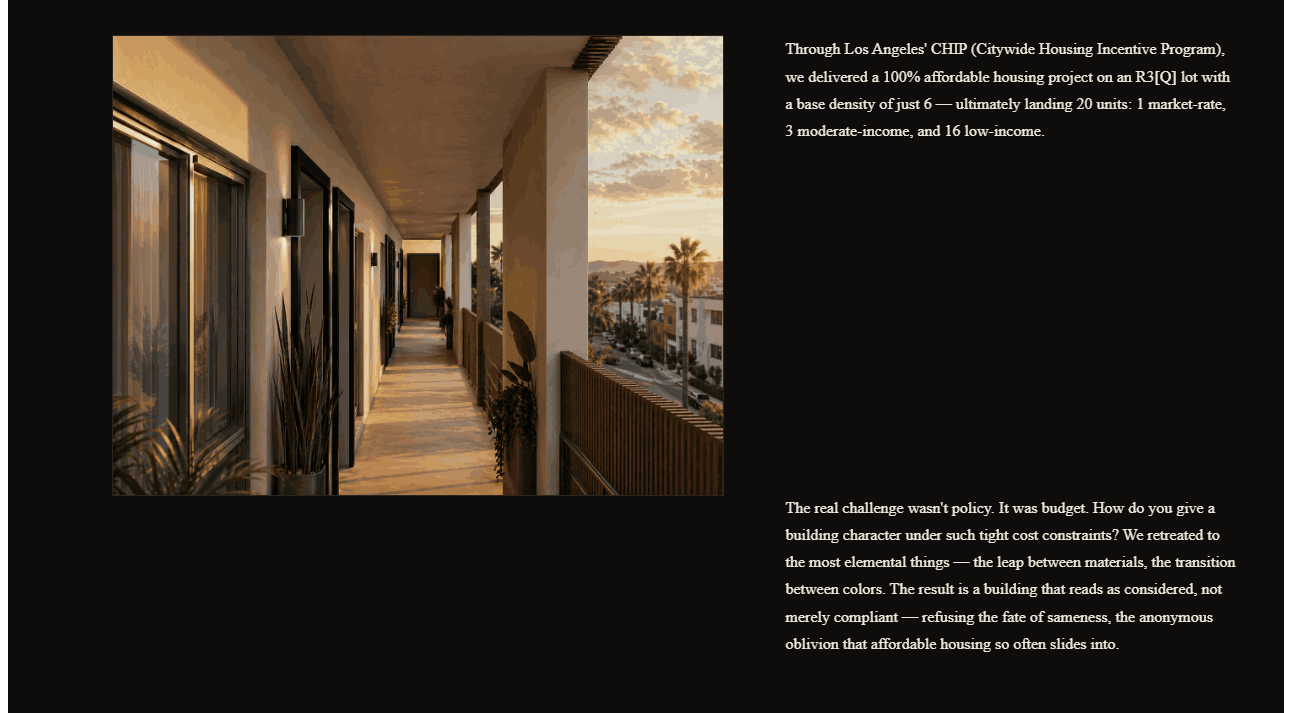 Through Los Angeles' CHIP (Citywide Housing Incentive Program),
we delivered a 100% affordable housing project on an R3[Q] lot with
a base density of just 6 — ultimately landing 20 units: 1 market-rate,
3 moderate-income, and 16 low-income.
The real challenge wasn't policy. It was budget. How do you give a
building character under such tight cost constraints? We retreated to
the most elemental things — the leap between materials, the transition
between colors. The result is a building that reads as considered, not
merely compliant — refusing the fate of sameness, the anonymous
oblivion that affordable housing so often slides into.